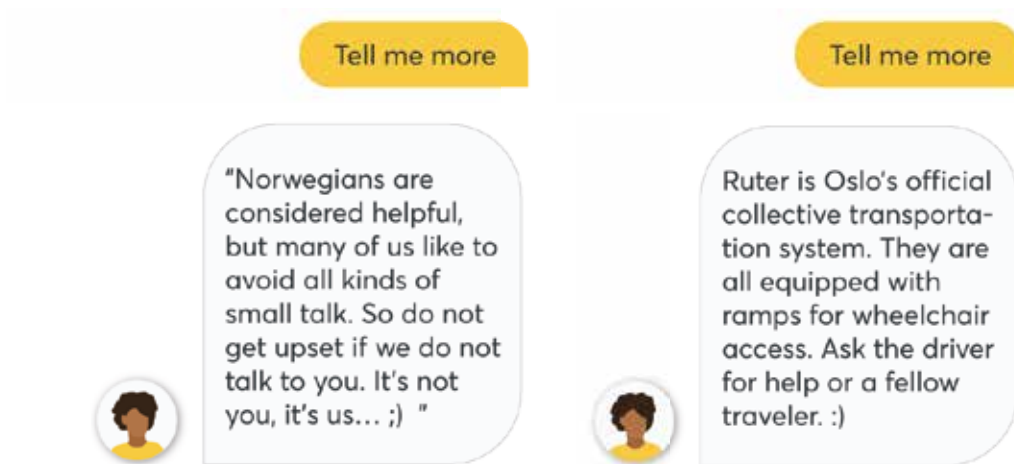 Tell me more
"Norwegians are
considered helpful,
but many of us like to
avoid all kinds of
small talk. So do not
get upset if we do not
talk to you. It's not
you, it's us... ;) "
Tell me more
Ruter is Oslo's official
collective transporta-
tion system. They are
all equipped with
ramps for wheelchair
access. Ask the driver
for help or a fellow
traveler. :)